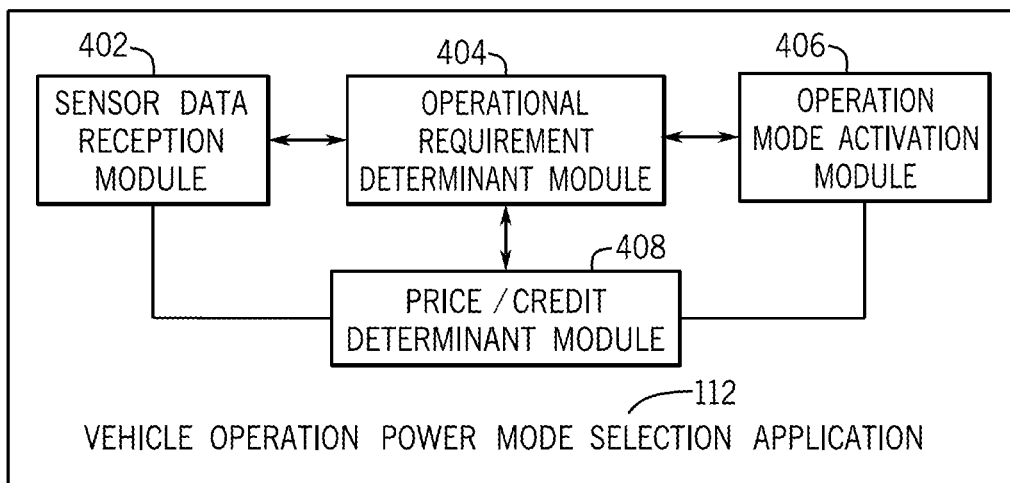 402
SENSOR DATA
RECEPTION
MODULE
404
OPERATIONAL
REQUIREMENT
DETERMINANT MODULE
406
OPERATION
MODE ACTIVATION
MODULE
408
PRICE / CREDIT
DETERMINANT MODULE
112
VEHICLE OPERATION POWER MODE SELECTION APPLICATION